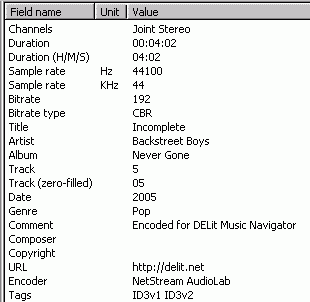 Field name Unit Value
Channels Joint Stereo
Duration 00:04:02
Duration (H/M/S) 04:02
Sample rate Hz 44100
Sample rate KHz 44
Bitrate 192
Bitrate type CBR
Title Incomplete
Artist Backstreet Boys
Album Never Gone
Track 5
Track (zero-filled) 05
Date 2005
Genre Pop
Comment Encoded for DELit Music Navigator
Composer
Copyright
URL http://delit.net
Encoder NetStream AudioLab
Tags ID3v1 ID3v2